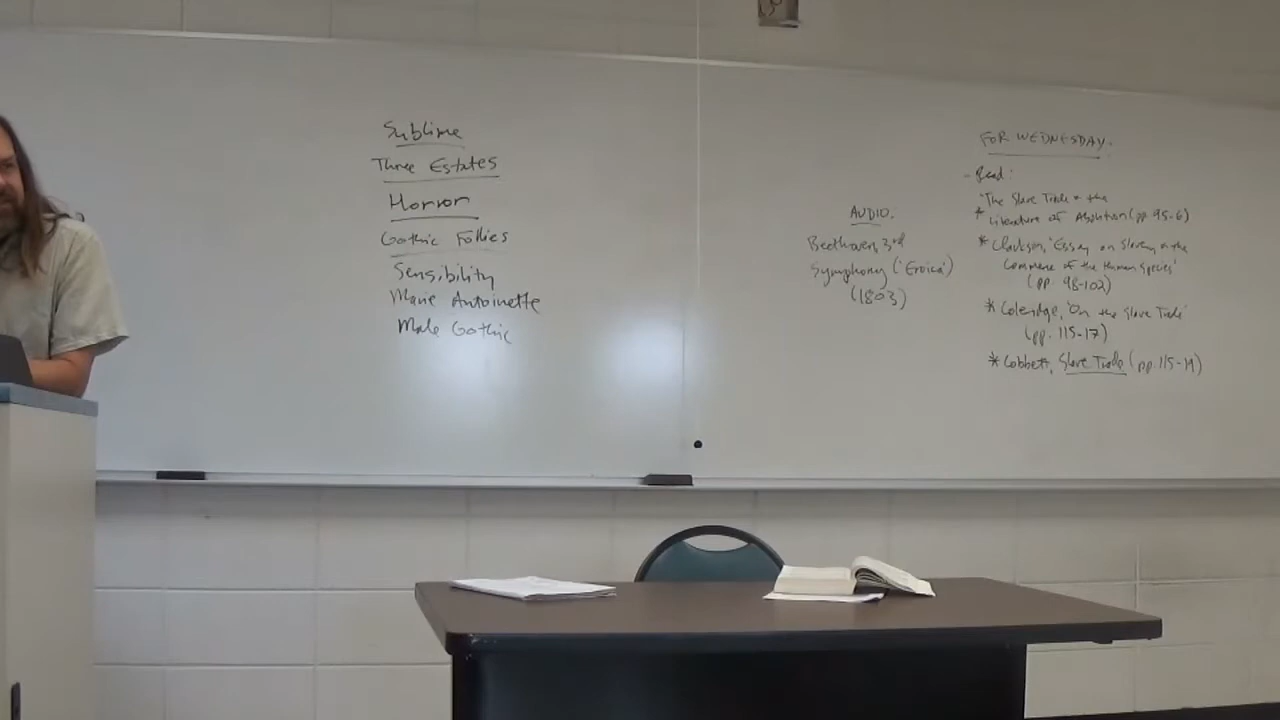 Sublime
Three Estates
Horror
Gothic Follies
Sensibility
Marie Antoinette
Male Gothic
AUDIO.
Beethoven, 3rd
Symphony ('Eroica')
(1803)
FOR WEDNESDAY.
- Read:
"The Slave Trade & the
* Literature of Abolition (pp. 95-6)
* Clarkson, 'Essay on Slavery & the
Commerce of the Human Species'
(pp. 98-102)
* Coleridge, 'On the Slave Trade'
(pp. 115-17)
* Cobbett, Slave Trade (pp.